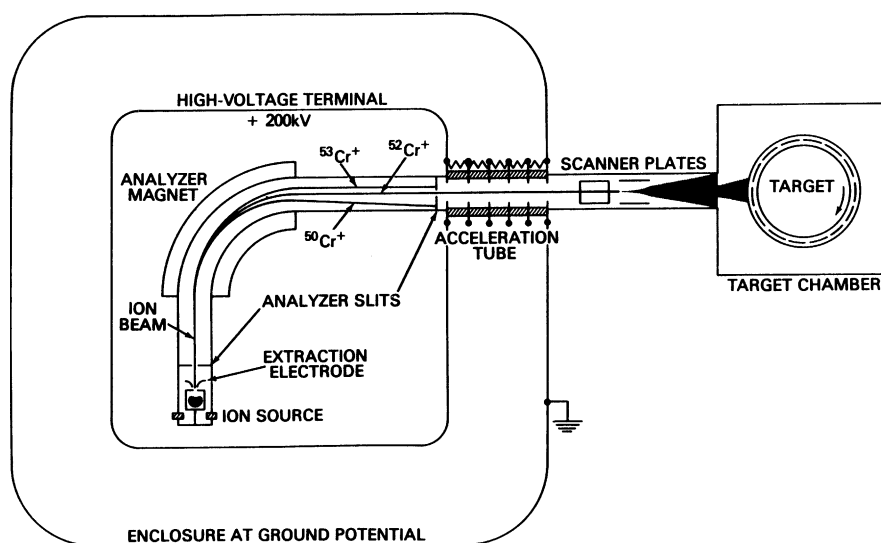 HIGH-VOLTAGE TERMINAL
+ 200kV
53Cr+
52Cr+
ANALYZER
MAGNET
50Cr+
SCANNER PLATES
TARGET
ACCELERATION
TUBE
TARGET CHAMBER
ION
BEAM
ANALYZER SLITS
EXTRACTION
ELECTRODE
ION SOURCE
ENCLOSURE AT GROUND POTENTIAL